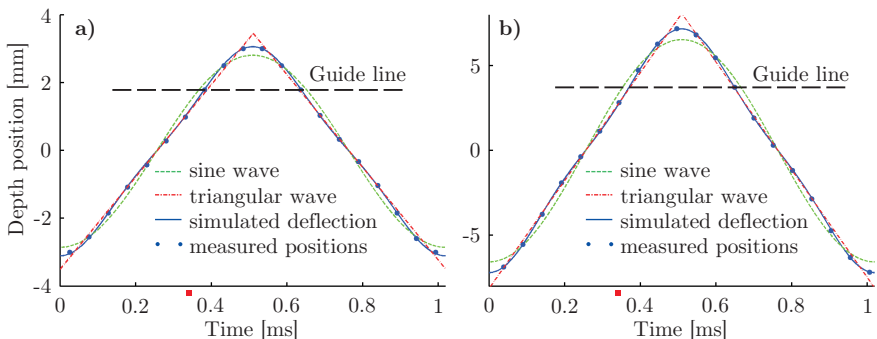 a)
4
2
0
-2
-4
Depth position [mm]
Guide line
sine wave
triangular wave
simulated deflection
measured positions
0
0.2
0.4
0.6
0.8
1
Time [ms]
b)
5
0
-5
Guide line
sine wave
triangular wave
simulated deflection
measured positions
0
0.2
0.4
0.6
0.8
1
Time [ms]